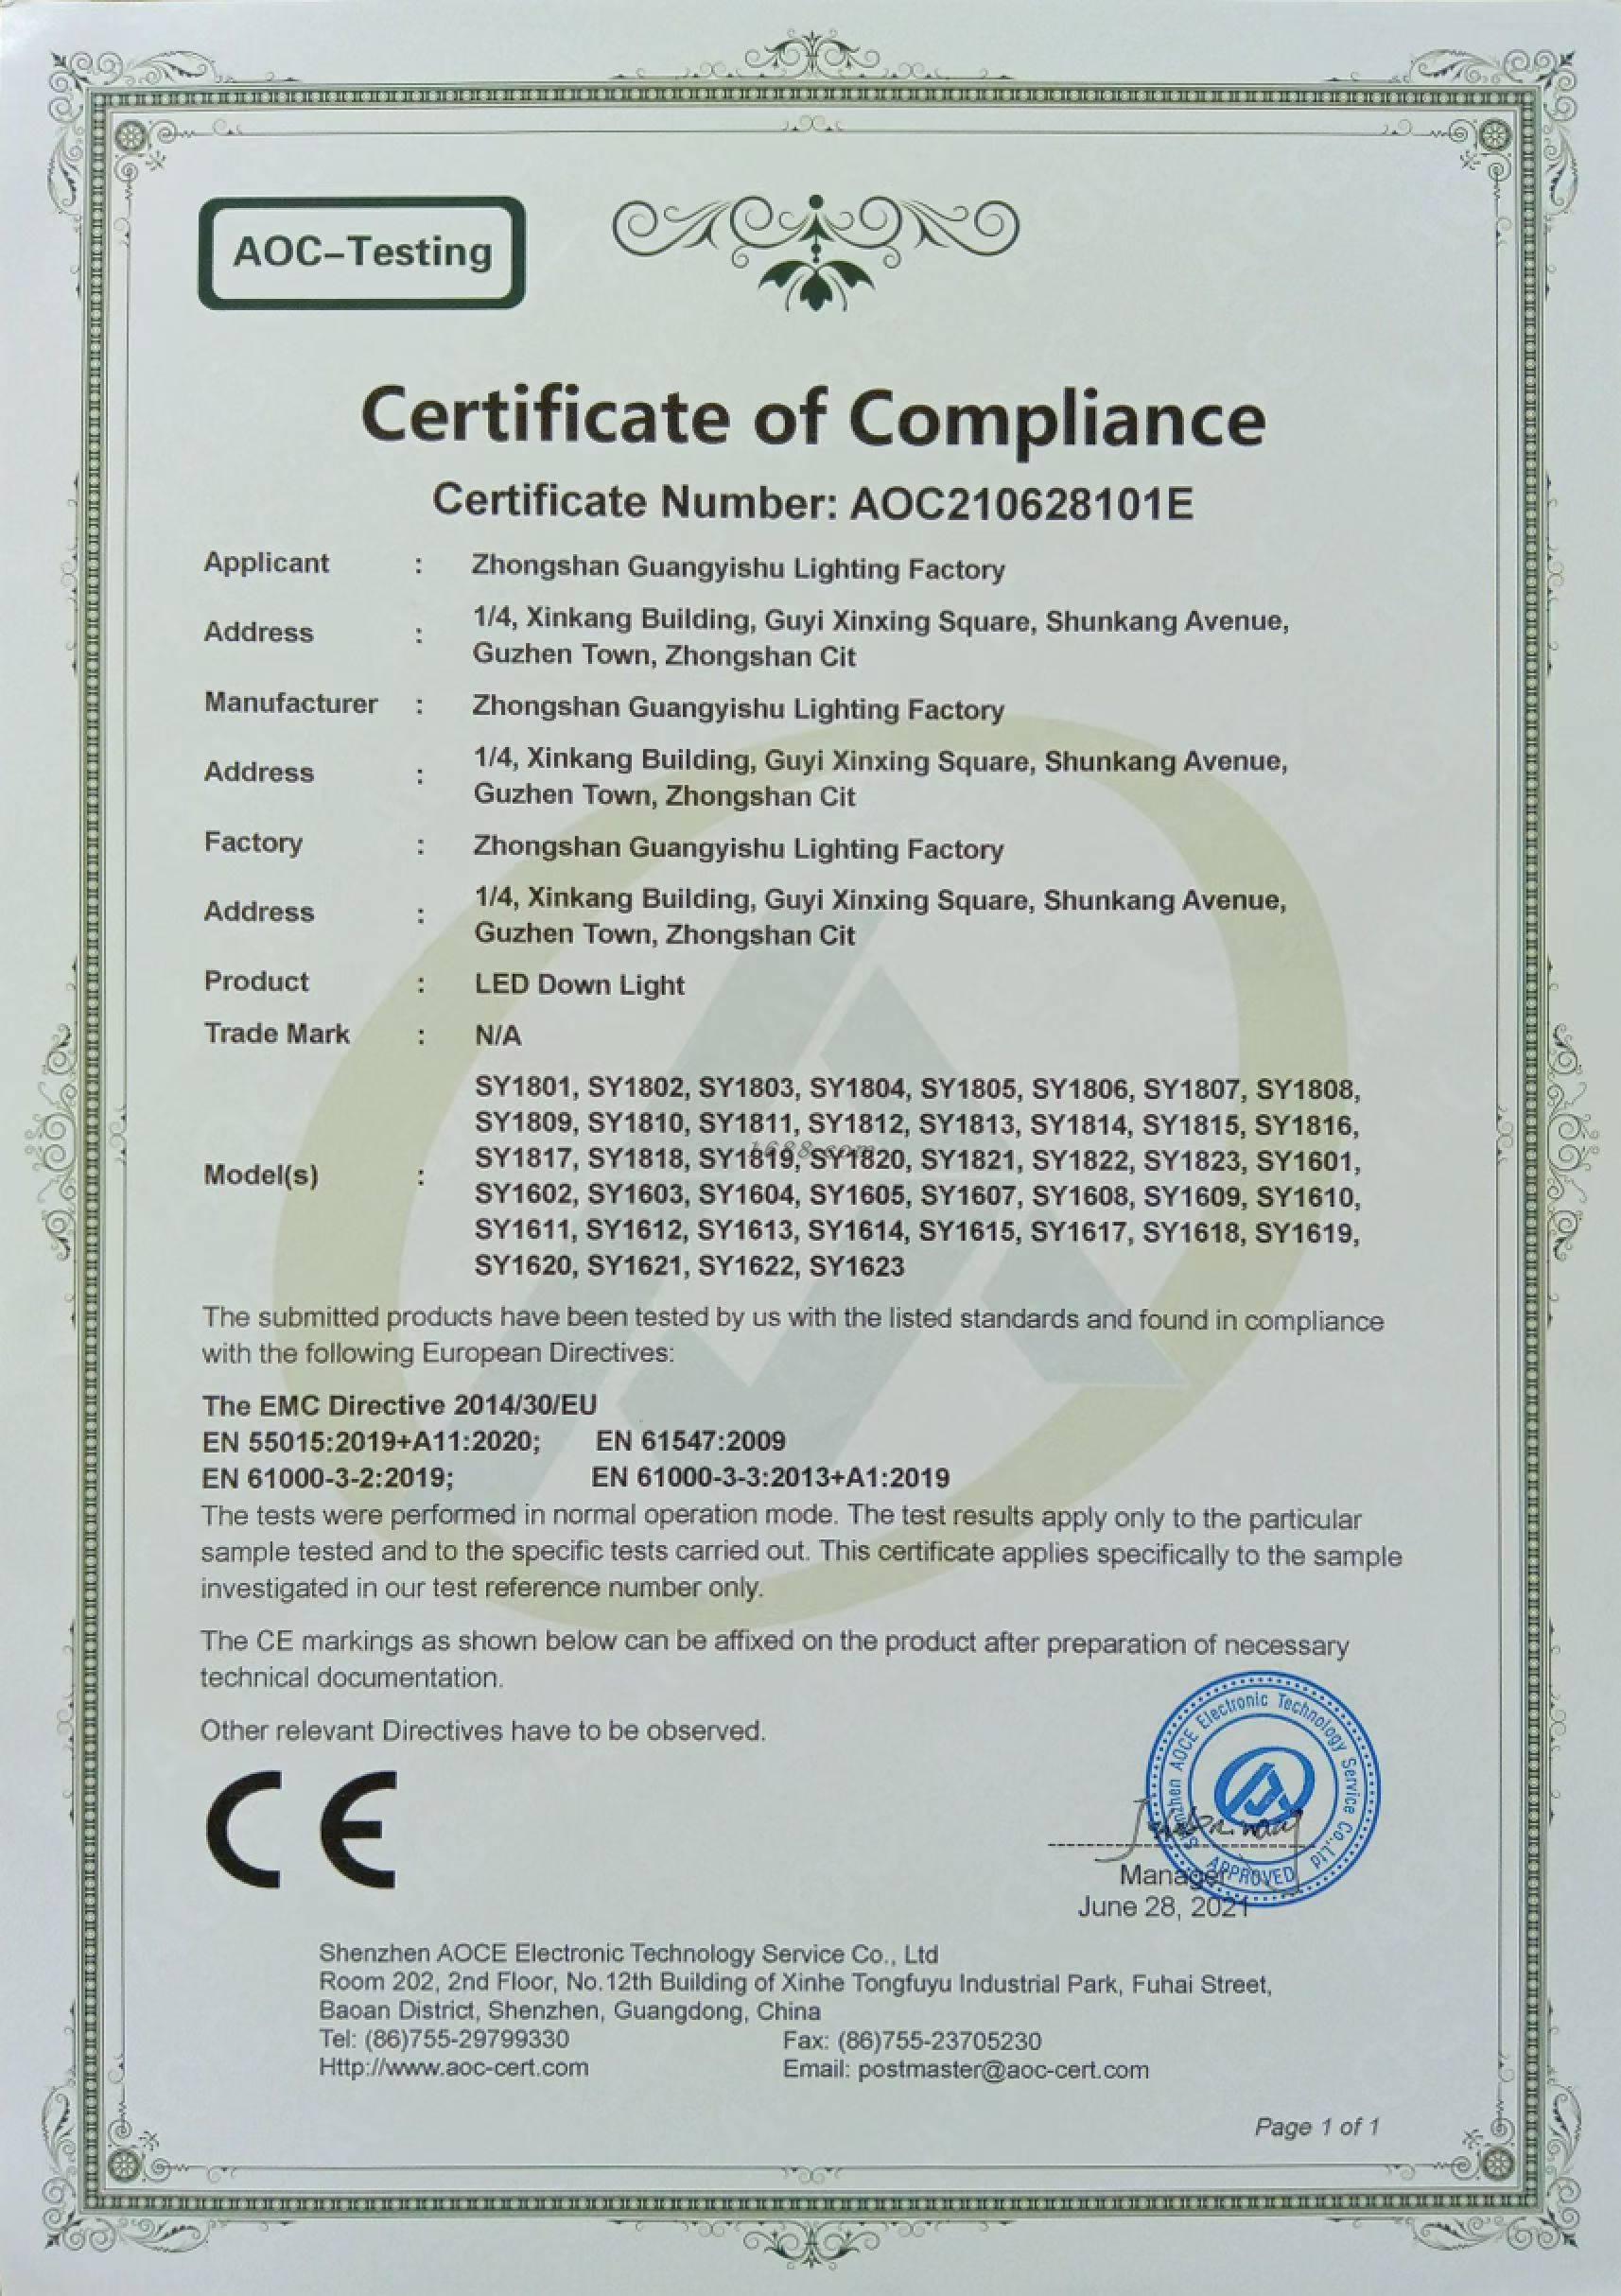 AOC-Testing
Certificate of Compliance
Certificate Number: AOC210628101E
Applicant : Zhongshan Guangyishu Lighting Factory
Address : 1/4, Xinkang Building, Guyi Xinxing Square, Shunkang Avenue,
Guzhen Town, Zhongshan Cit
Manufacturer : Zhongshan Guangyishu Lighting Factory
Address : 1/4, Xinkang Building, Guyi Xinxing Square, Shunkang Avenue,
Guzhen Town, Zhongshan Cit
Factory : Zhongshan Guangyishu Lighting Factory
Address : 1/4, Xinkang Building, Guyi Xinxing Square, Shunkang Avenue,
Guzhen Town, Zhongshan Cit
Product : LED Down Light
Trade Mark : N/A
Model(s) :
SY1801, SY1802, SY1803, SY1804, SY1805, SY1806, SY1807, SY1808,
SY1809, SY1810, SY1811, SY1812, SY1813, SY1814, SY1815, SY1816,
1688.com
SY1817, SY1818, SY1819, SY1820, SY1821, SY1822, SY1823, SY1601,
SY1602, SY1603, SY1604, SY1605, SY1607, SY1608, SY1609, SY1610,
SY1611, SY1612, SY1613, SY1614, SY1615, SY1617, SY1618, SY1619,
SY1620, SY1621, SY1622, SY1623
The submitted products have been tested by us with the listed standards and found in compliance
with the following European Directives:
The EMC Directive 2014/30/EU
EN 55015:2019+A11:2020; EN 61547:2009
EN 61000-3-2:2019; EN 61000-3-3:2013+A1:2019
The tests were performed in normal operation mode. The test results apply only to the particular
sample tested and to the specific tests carried out. This certificate applies specifically to the sample
investigated in our test reference number only.
The CE markings as shown below can be affixed on the product after preparation of necessary
technical documentation.
Other relevant Directives have to be observed.
CE
Shenzhen AOCE Electronic Technology Service Co.,Ltd
APPROVED
Manager
June 28, 2021
Shenzhen AOCE Electronic Technology Service Co., Ltd
Room 202, 2nd Floor, No.12th Building of Xinhe Tongfuyu Industrial Park, Fuhai Street,
Baoan District, Shenzhen, Guangdong, China
Tel: (86)755-29799330 Fax: (86)755-23705230
Http://www.aoc-cert.com Email: postmaster@aoc-cert.com
Page 1 of 1